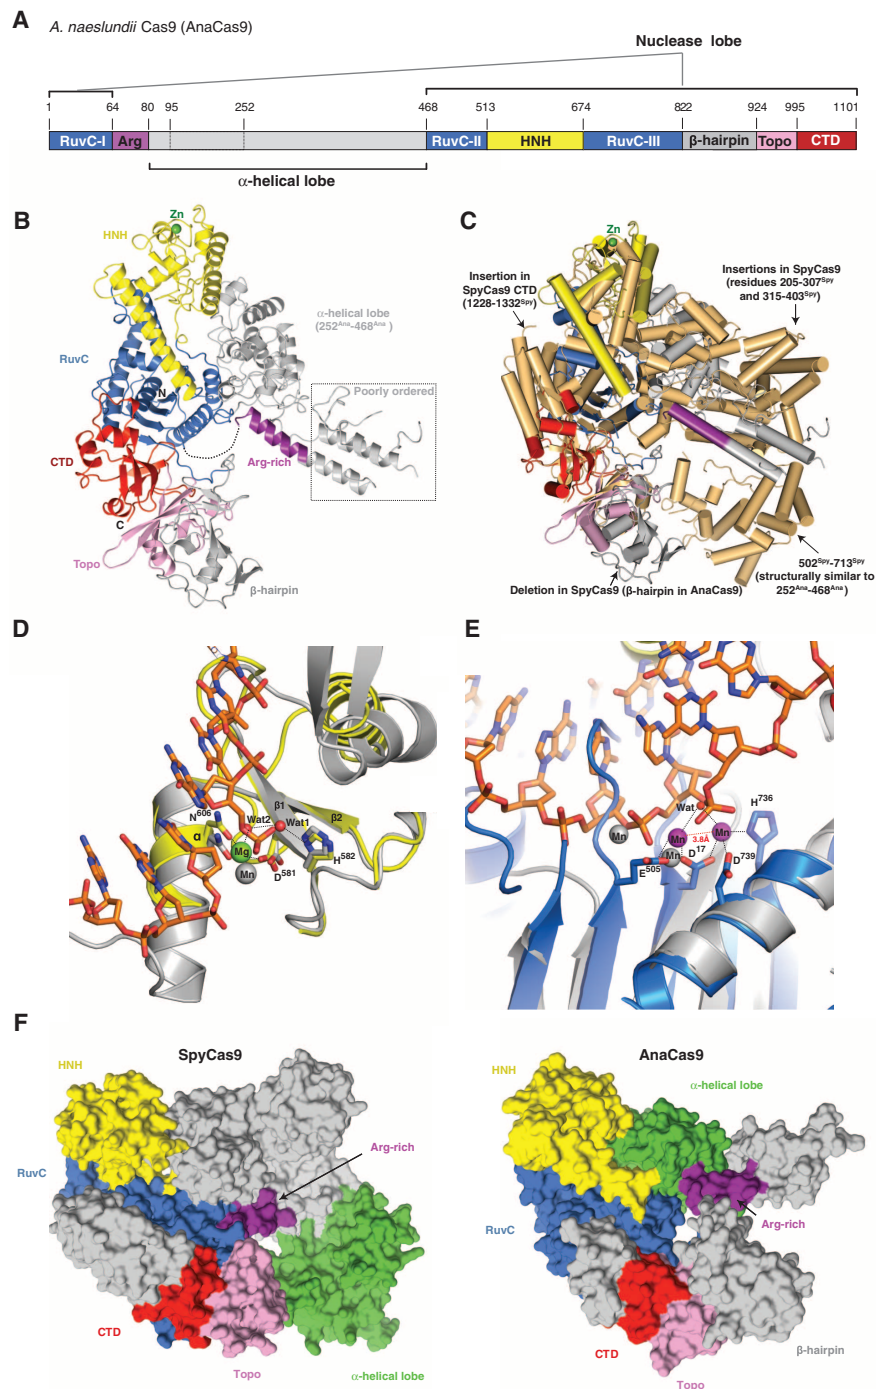 A
A. naeslundii Cas9 (AnaCas9)
Nuclease lobe
1 64 80 95 252 468 513 674 822 924 995 1101
RuvC-I Arg RuvC-II HNH RuvC-III β-hairpin Topo CTD
α-helical lobe
B
Zn
HNH
α-helical lobe
(252Ana-468Ana)
RuvC
N
Poorly ordered
Arg-rich
CTD
C
Topo
β-hairpin
C
Zn
Insertion in
SpyCas9 CTD
(1228-1332Spy)
Insertions in SpyCas9
(residues 205-307Spy
and 315-403Spy)
502Spy-713Spy
(structurally similar to
252Ana-468Ana)
Deletion in SpyCas9 (β-hairpin in AnaCas9)
D
β1
N606
Wat2
Wat1
β2
α
Mg
Mn
D581
H582
E
H736
Wat
Mn
Mn
3.8Å
Mn
Mn
D17
E505
D739
F
SpyCas9
HNH
Arg-rich
RuvC
CTD
Topo
α-helical lobe
AnaCas9
HNH
α-helical lobe
RuvC
Arg-rich
CTD
β-hairpin
Topo